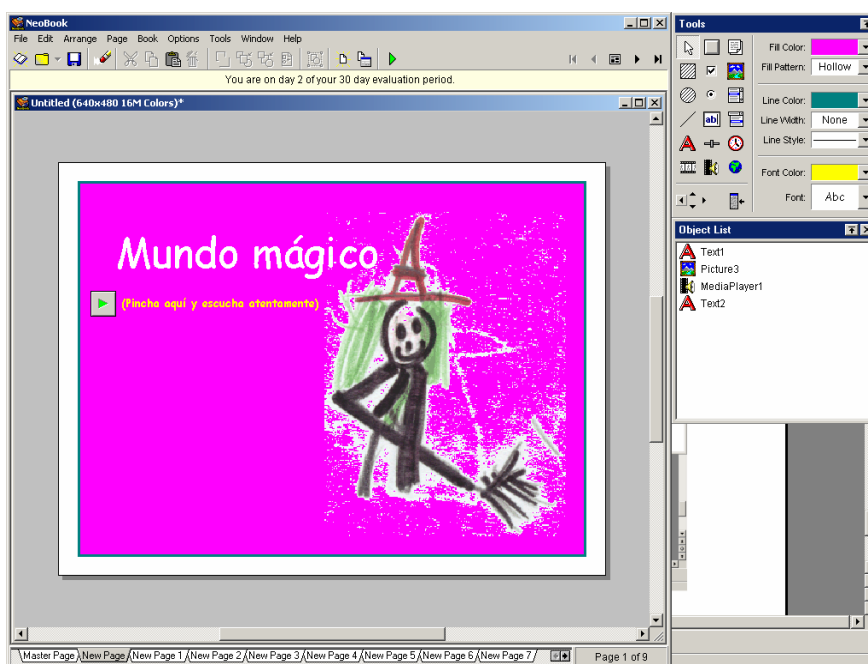 NeoBook
File Edit Arrange Page Book Options Tools Window Help
You are on day 2 of your 30 day evaluation period.
Untitled (640x480 16M Colors)*
Mundo mágico
(Pincha aquí y escucha atentamente)
Master Page New Page New Page 1 New Page 2 New Page 3 New Page 4 New Page 5 New Page 6 New Page 7
Page 1 of 9
Tools
Fill Color:
Fill Pattern: Hollow
Line Color:
Line Width: None
Line Style:
Font Color:
Font: Abc
ab
A
Object List
Text1
Picture3
MediaPlayer1
Text2